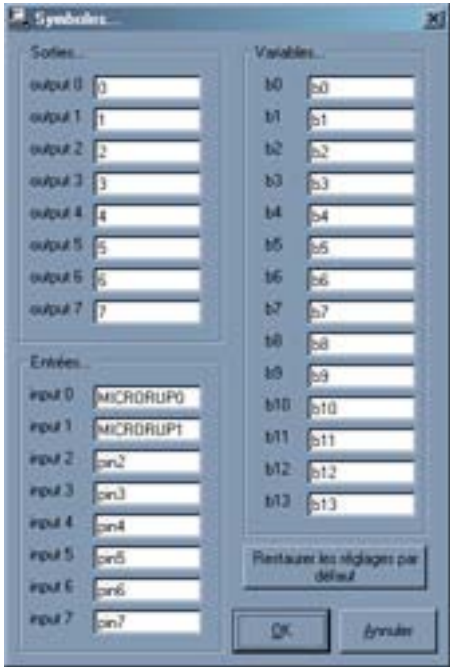 Symboles...
Sorties...
output 0 0
output 1 1
output 2 2
output 3 3
output 4 4
output 5 5
output 6 6
output 7 7
Entrées...
input 0 MICRORUP0
input 1 MICRORUP1
input 2 pin2
input 3 pin3
input 4 pin4
input 5 pin5
input 6 pin6
input 7 pin7
Variables...
b0 b0
b1 b1
b2 b2
b3 b3
b4 b4
b5 b5
b6 b6
b7 b7
b8 b8
b9 b9
b10 b10
b11 b11
b12 b12
b13 b13
Restaurer les réglages par
défaut
OK
Annuler